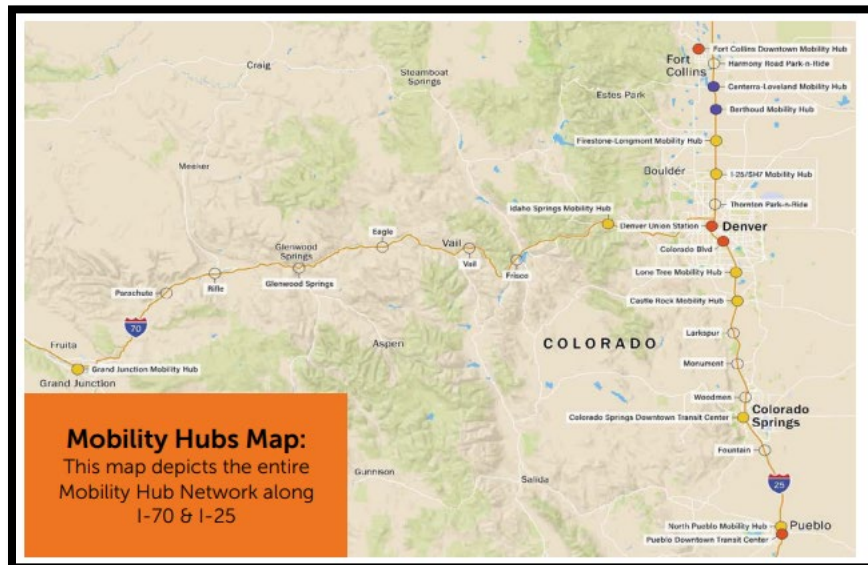 Fort Collins Downtown Mobility Hub
Fort
Collins
Harmony Road Park-n-Ride
Craig
Steamboat
Springs
Centerra-Loveland Mobility Hub
Estes Park
Berthoud Mobility Hub
Firestone-Longmont Mobility Hub
Meeker
Boulder
I-25/SH7 Mobility Hub
Thornton Park-n-Ride
Idaho Springs Mobility Hub
Denver Union Station
Denver
Eagle
Vail
Colorado Blvd
Glenwood
Springs
Vail
Frisco
Lone Tree Mobility Hub
Rifle
Glenwood Springs
Parachute
Castle Rock Mobility Hub
70
Larkspur
Fruita
Aspen
COLORADO
Monument
Grand Junction Mobility Hub
Grand Junction
Woodmen
Colorado
Springs
Colorado Springs Downtown Transit Center
Mobility Hubs Map:
This map depicts the entire
Mobility Hub Network along
I-70 & I-25
Fountain
Gunnison
Salida
25
North Pueblo Mobility Hub
Pueblo
Pueblo Downtown Transit Center